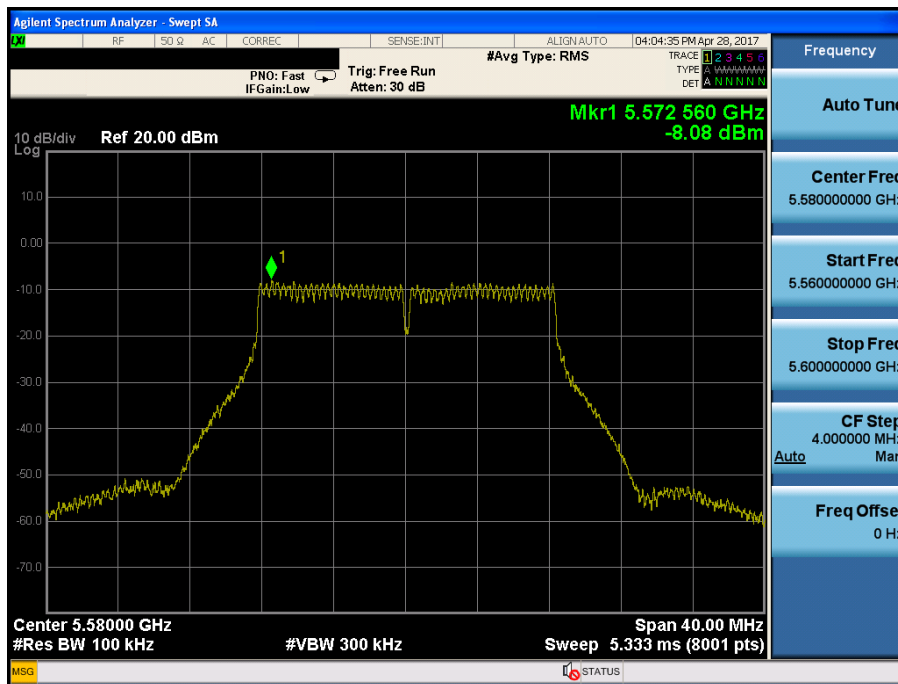 Agilent Spectrum Analyzer - Swept SA
LXI RF 50 Ω AC CORREC SENSE:INT ALIGNAUTO 04:04:35 PM Apr 28, 2017
#Avg Type: RMS
TRACE 1 2 3 4 5 6
TYPE A
DET A N N N N N
PNO: Fast
IFGain:Low
Trig: Free Run
Atten: 30 dB
Mkr1 5.572 560 GHz
-8.08 dBm
10 dB/div Ref 20.00 dBm
Log
10.0
0.00
-10.0
-20.0
-30.0
-40.0
-50.0
-60.0
-70.0
1
Center 5.58000 GHz Span 40.00 MHz
#Res BW 100 kHz #VBW 300 kHz Sweep 5.333 ms (8001 pts)
MSG STATUS
Frequency
Auto Tune
Center Freq
5.580000000 GHz
Start Freq
5.560000000 GHz
Stop Freq
5.600000000 GHz
CF Step
4.000000 MHz
Auto Man
Freq Offset
0 Hz